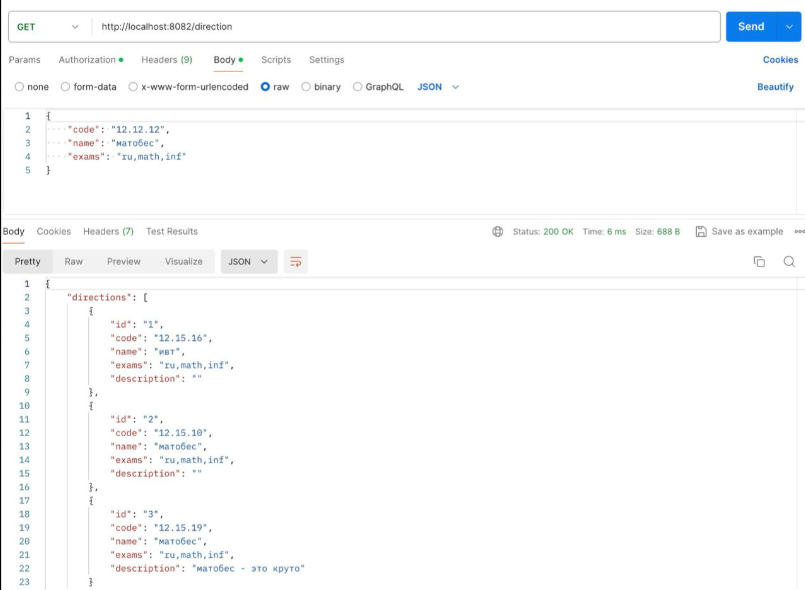 GET http://localhost:8082/direction Send
Params Authorization Headers (9) Body Scripts Settings Cookies
none form-data x-www-form-urlencoded raw binary GraphQL JSON Beautify
1 {
2 "code": "12.12.12",
3 "name": "матобес",
4 "exams": "ru,math,inf"
5 }
Body Cookies Headers (7) Test Results Status: 200 OK Time: 6 ms Size: 688 B Save as example
Pretty Raw Preview Visualize JSON
1 {
2 "directions": [
3 {
4 "id": "1",
5 "code": "12.15.16",
6 "name": "ивт",
7 "exams": "ru,math,inf",
8 "description": ""
9 },
10 {
11 "id": "2",
12 "code": "12.15.10",
13 "name": "матобес",
14 "exams": "ru,math,inf",
15 "description": ""
16 },
17 {
18 "id": "3",
19 "code": "12.15.19",
20 "name": "матобес",
21 "exams": "ru,math,inf",
22 "description": "матобес - это круто"
23 }